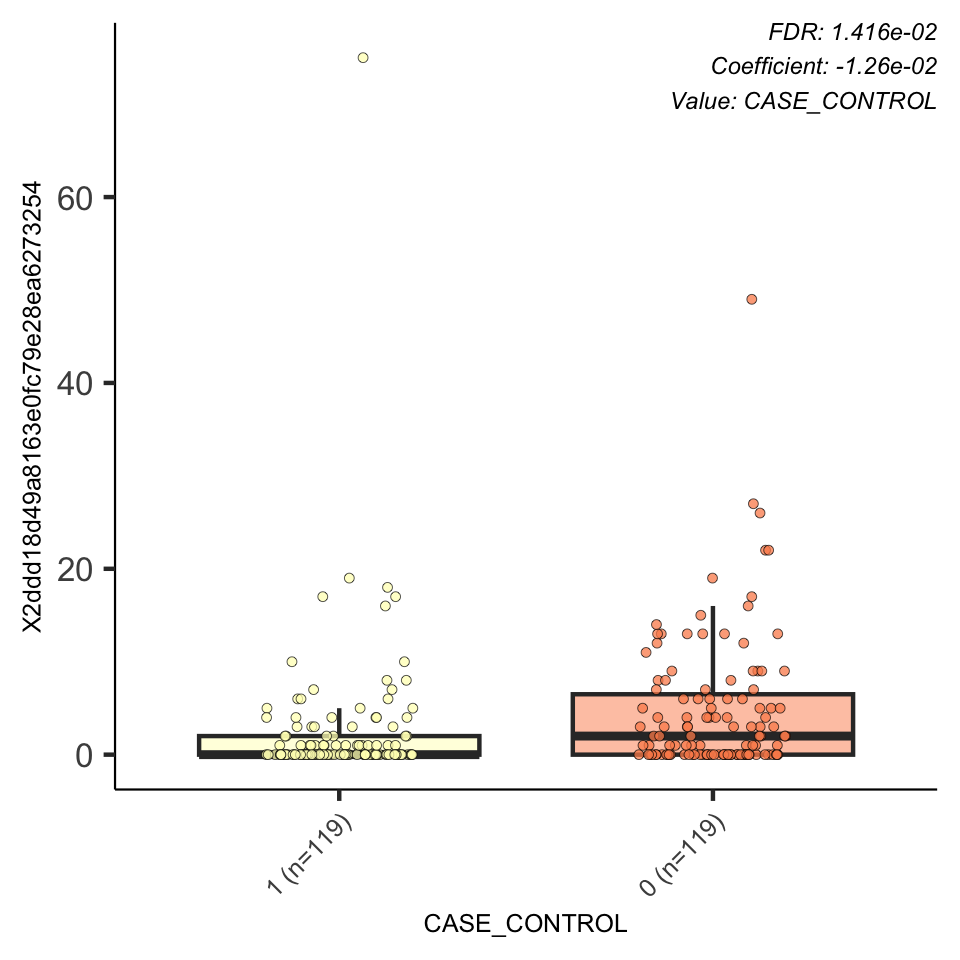 FDR: 1.416e-02
Coefficient: -1.26e-02
Value: CASE_CONTROL
X2ddd18d49a8163e0fc79e28ea6273254
60
40
20
0
1 (n=119)
0 (n=119)
CASE_CONTROL